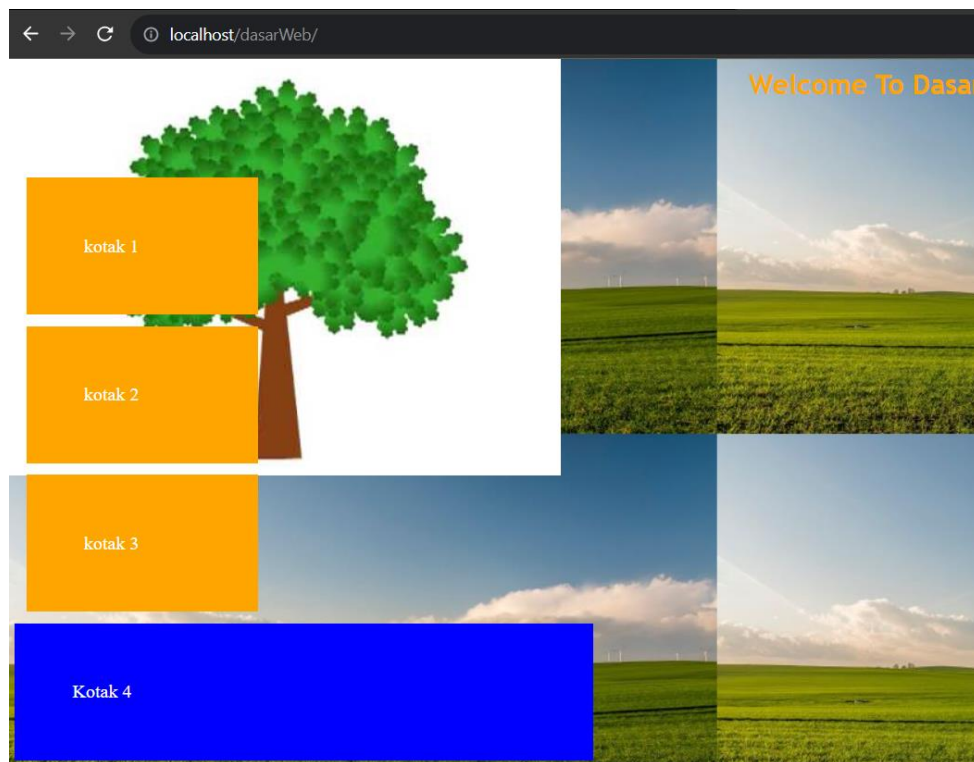 localhost/dasarWeb/
Welcome To Dasa
kotak 1
kotak 2
kotak 3
Kotak 4